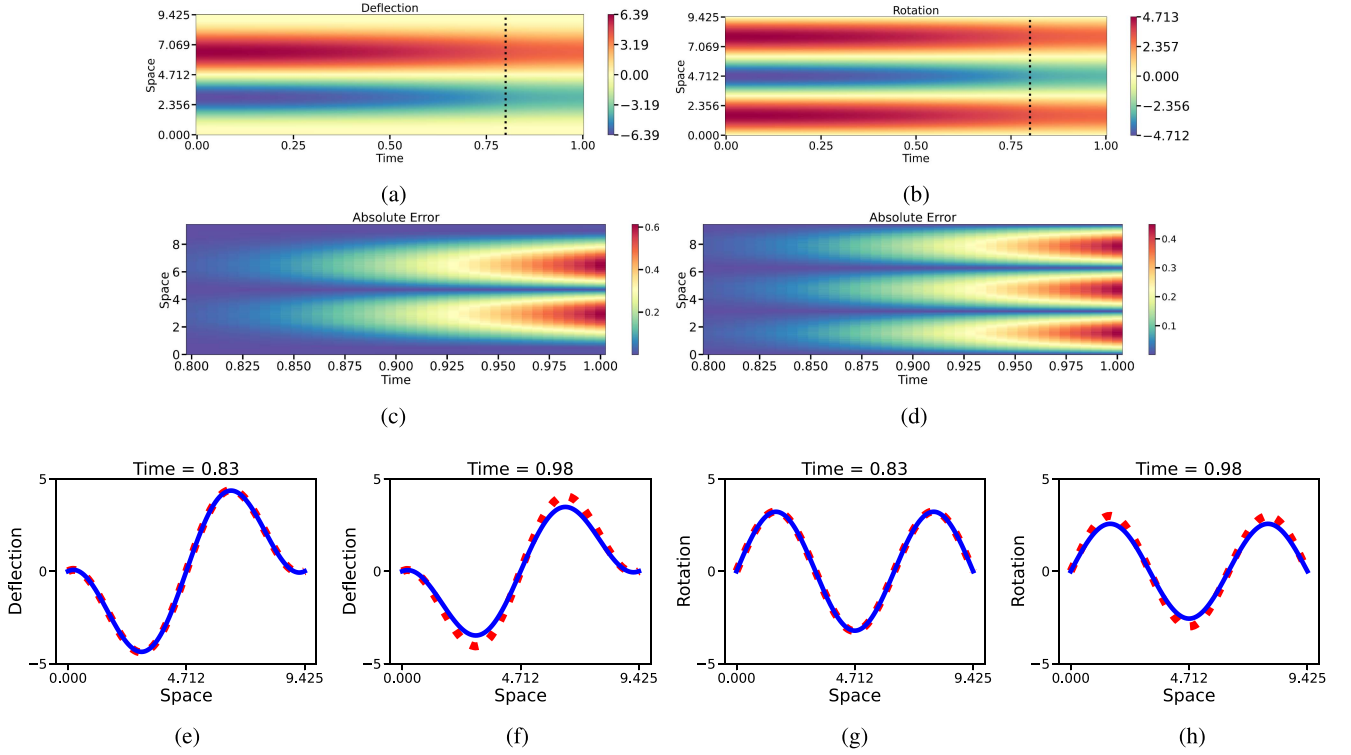 Deflection
9.425
7.069
4.712
2.356
0.000
Space
0.00
0.25
0.50
0.75
1.00
Time
6.39
3.19
0.00
−3.19
−6.39
(a)
Rotation
9.425
7.069
4.712
2.356
0.000
Space
0.00
0.25
0.50
0.75
1.00
Time
4.713
2.357
0.000
−2.356
−4.712
(b)
Absolute Error
8
6
4
2
0
Space
0.800
0.825
0.850
0.875
0.900
0.925
0.950
0.975
1.000
Time
0.6
0.4
0.2
(c)
Absolute Error
8
6
4
2
0
Space
0.800
0.825
0.850
0.875
0.900
0.925
0.950
0.975
1.000
Time
0.4
0.3
0.2
0.1
(d)
Time = 0.83
5
0
−5
Deflection
0.000
4.712
9.425
Space
(e)
Time = 0.98
5
0
−5
Deflection
0.000
4.712
9.425
Space
(f)
Time = 0.83
5
0
−5
Rotation
0.000
4.712
9.425
Space
(g)
Time = 0.98
5
0
−5
Rotation
0.000
4.712
9.425
Space
(h)